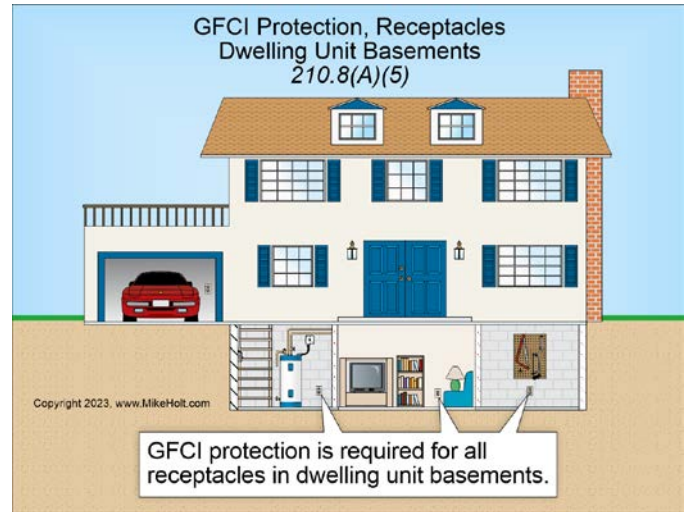 GFCI Protection, Receptacles
Dwelling Unit Basements
210.8(A)(5)
Copyright 2023, www.MikeHolt.com
GFCI protection is required for all
receptacles in dwelling unit basements.